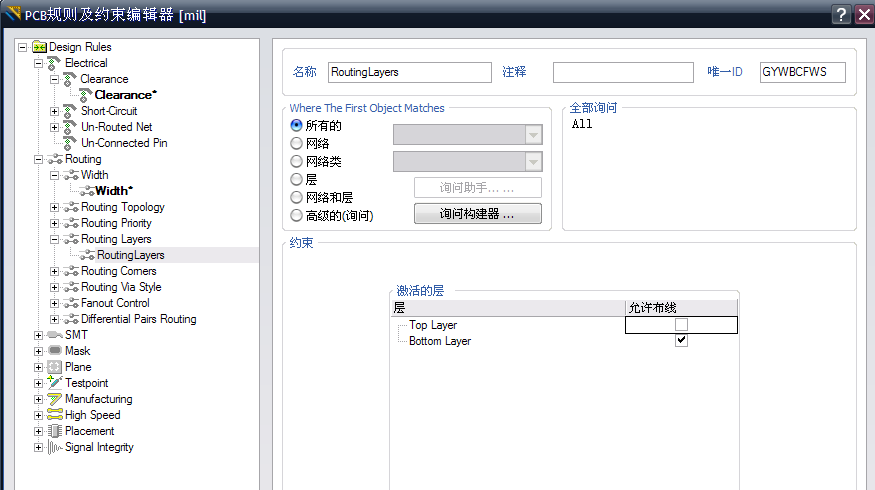 PCB规则及约束编辑器 [mil]
Design Rules
Electrical
Clearance
Clearance*
Short-Circuit
Un-Routed Net
Un-Connected Pin
Routing
Width
Width*
Routing Topology
Routing Priority
Routing Layers
RoutingLayers
Routing Corners
Routing Via Style
Fanout Control
Differential Pairs Routing
SMT
Mask
Plane
Testpoint
Manufacturing
High Speed
Placement
Signal Integrity
名称 RoutingLayers 注释 唯一ID GYWBCFWS
Where The First Object Matches
所有的
网络
网络类
层
网络和层
高级的(询问)
询问助手... ...
询问构建器 ...
全部询问
All
约束
激活的层
层 允许布线
Top Layer
Bottom Layer